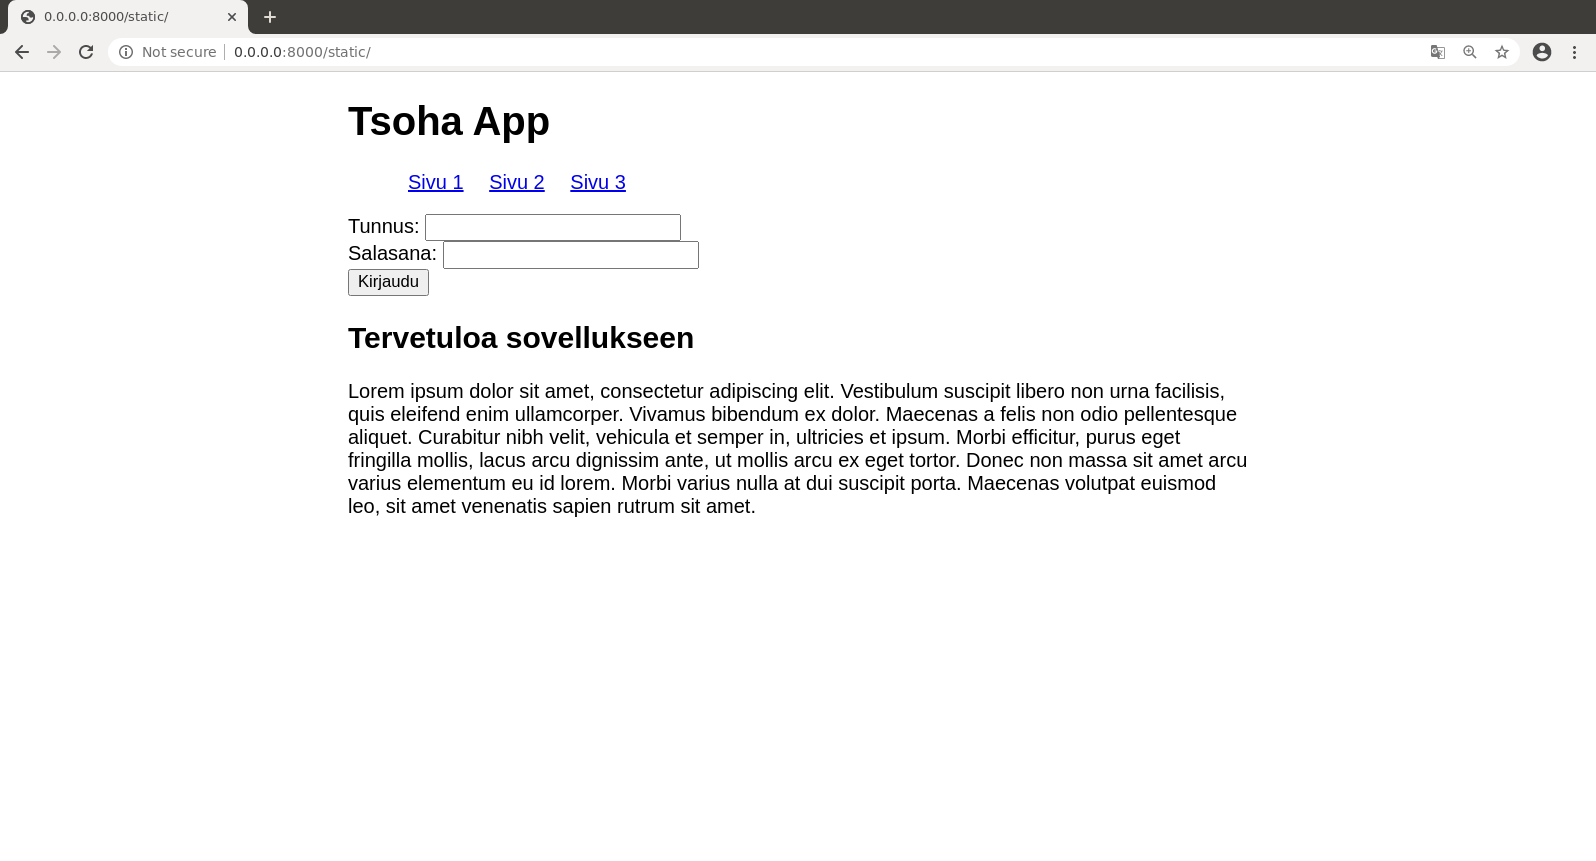 0.0.0.0:8000/static/
Not secure
0.0.0.0:8000/static/
Tsoha App
Sivu 1 Sivu 2 Sivu 3
Tunnus:
Salasana:
Kirjaudu
Tervetuloa sovellukseen
Lorem ipsum dolor sit amet, consectetur adipiscing elit. Vestibulum suscipit libero non urna facilisis,
quis eleifend enim ullamcorper. Vivamus bibendum ex dolor. Maecenas a felis non odio pellentesque
aliquet. Curabitur nibh velit, vehicula et semper in, ultricies et ipsum. Morbi efficitur, purus eget
fringilla mollis, lacus arcu dignissim ante, ut mollis arcu ex eget tortor. Donec non massa sit amet arcu
varius elementum eu id lorem. Morbi varius nulla at dui suscipit porta. Maecenas volutpat euismod
leo, sit amet venenatis sapien rutrum sit amet.